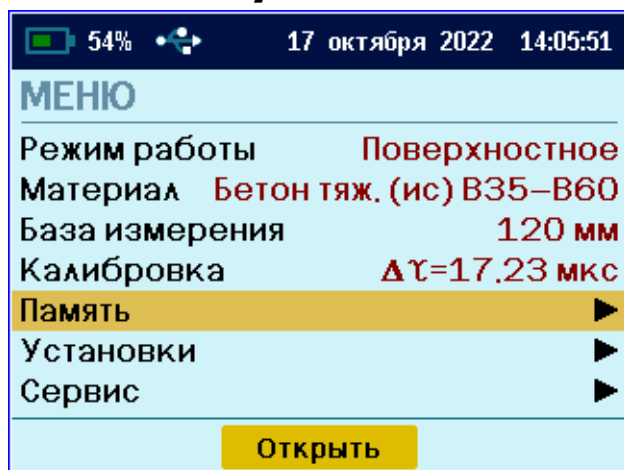 54% 17 октября 2022 14:05:51
МЕНЮ
Режим работы Поверхностное
Материал Бетон тяж. (ис) В35–В60
База измерения 120 мм
Калибровка Δτ=17.23 мкс
Память
Установки
Сервис
Открыть